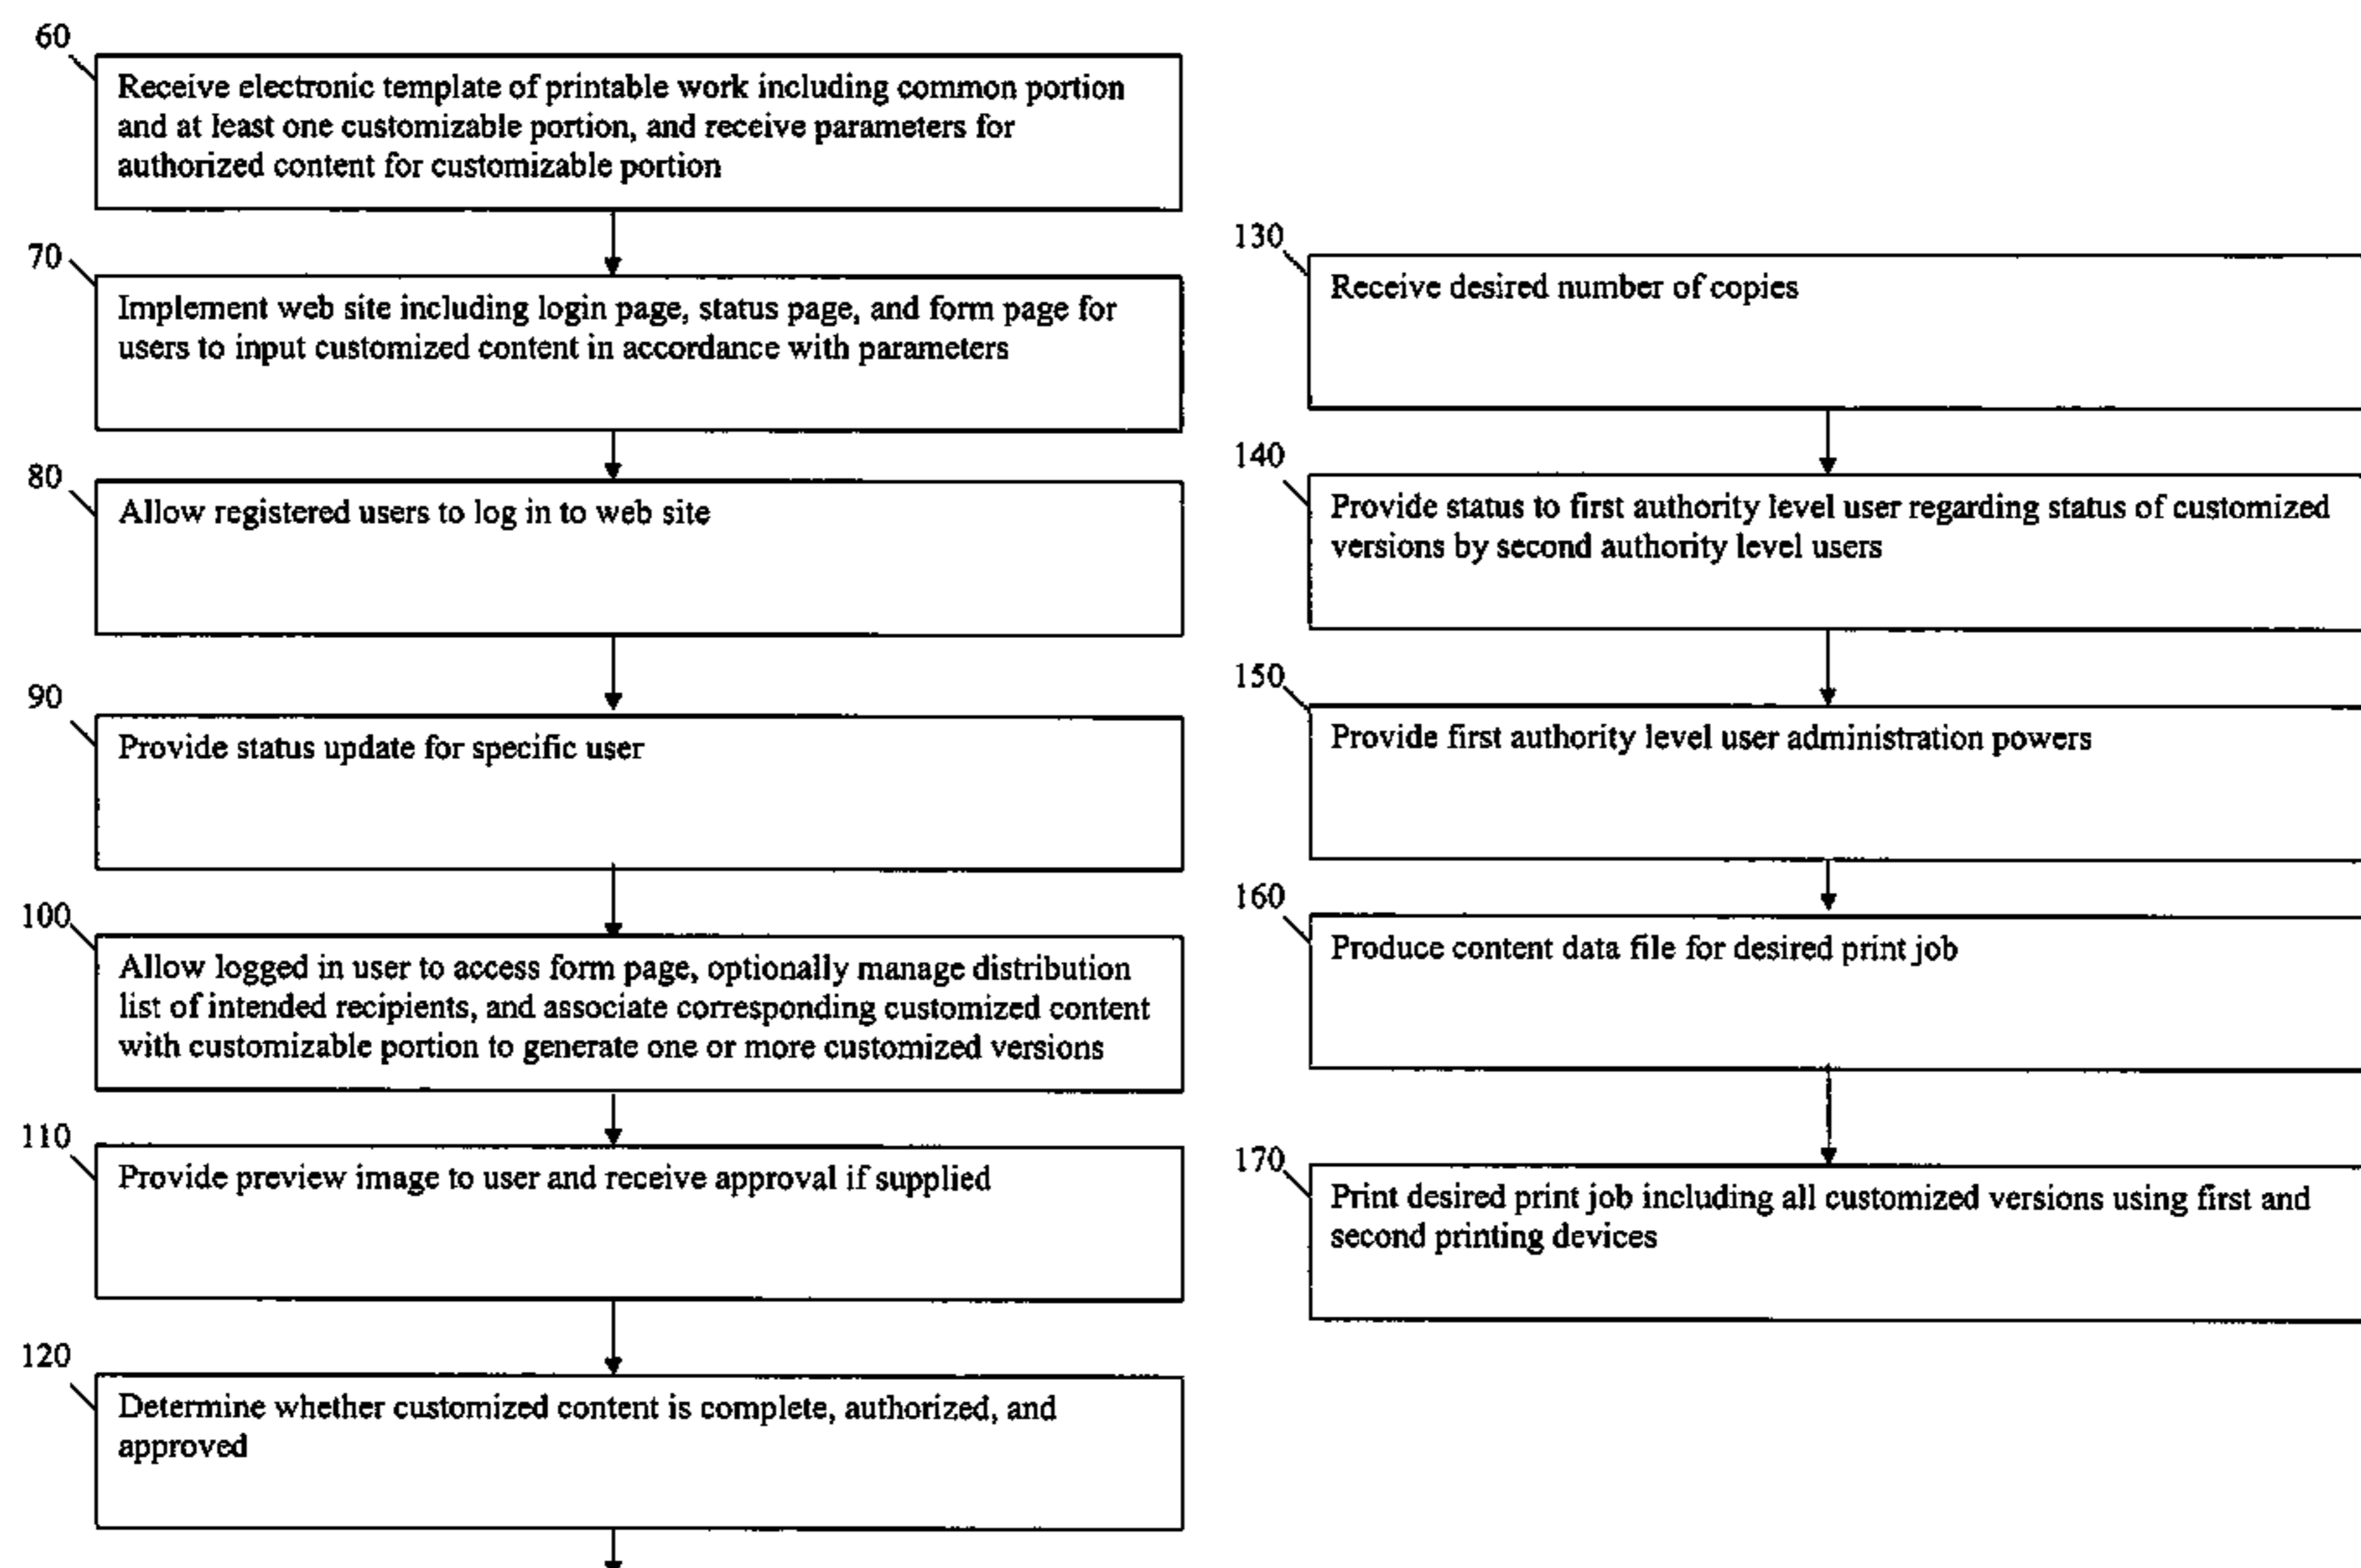 60
Receive electronic template of printable work including common portion
and at least one customizable portion, and receive parameters for
authorized content for customizable portion
70
Implement web site including login page, status page, and form page for
users to input customized content in accordance with parameters
80
Allow registered users to log in to web site
90
Provide status update for specific user
100
Allow logged in user to access form page, optionally manage distribution
list of intended recipients, and associate corresponding customized content
with customizable portion to generate one or more customized versions
110
Provide preview image to user and receive approval if supplied
120
Determine whether customized content is complete, authorized, and
approved
130
Receive desired number of copies
140
Provide status to first authority level user regarding status of customized
versions by second authority level users
150
Provide first authority level user administration powers
160
Produce content data file for desired print job
170
Print desired print job including all customized versions using first and
second printing devices